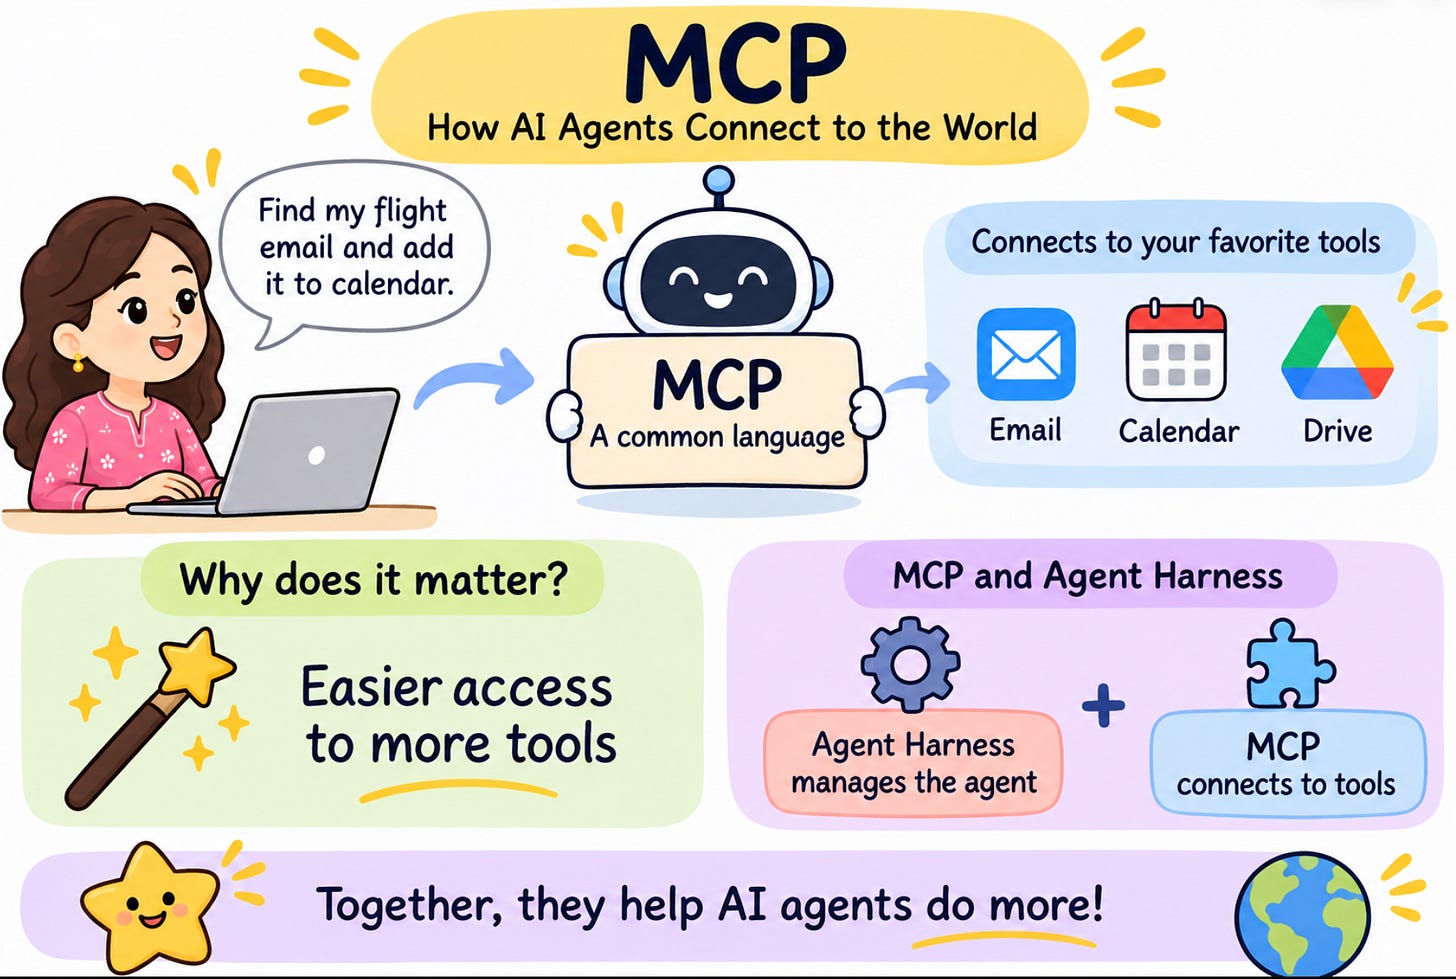 MCP
How AI Agents Connect to the World
Find my flight
email and add
it to calendar.
MCP
A common language
Connects to your favorite tools
Email
Calendar
Drive
Why does it matter?
Easier access
to more tools
MCP and Agent Harness
Agent Harness
manages the agent
+
MCP
connects to tools
Together, they help AI agents do more!